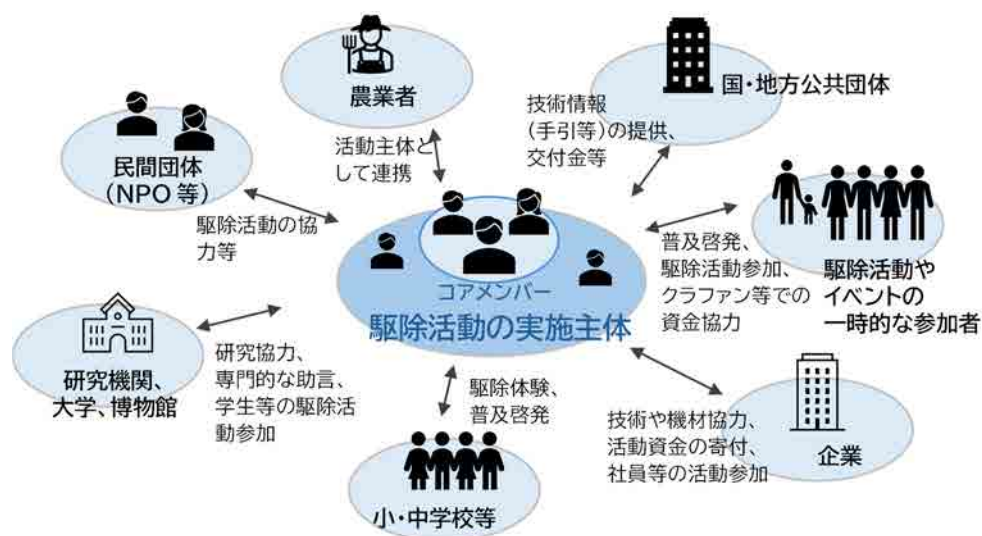 農業者
活動主体と
して連携
国・地方公共団体
技術情報
(手引等)の提供、
交付金等
民間団体
(NPO 等)
駆除活動の協
力等
普及啓発、
駆除活動参加、
クラファン等での
資金協力
駆除活動や
イベントの
一時的な参加者
コアメンバー
駆除活動の実施主体
研究機関、
大学、博物館
研究協力、
専門的な助言、
学生等の駆除活
動参加
駆除体験、
普及啓発
小・中学校等
技術や機材協力、
活動資金の寄付、
社員等の活動参加
企業